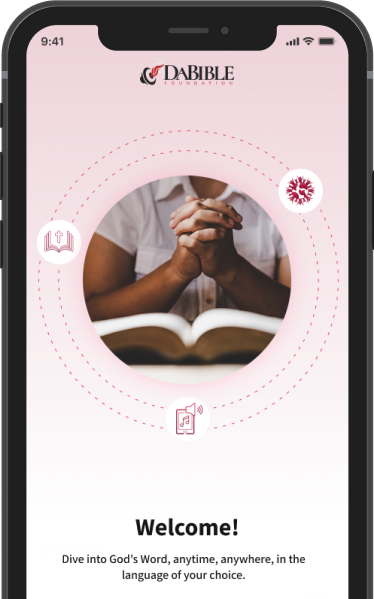 9:41
DABIBLE
FOUNDATION
Welcome!
Dive into God's Word, anytime, anywhere, in the
language of your choice.